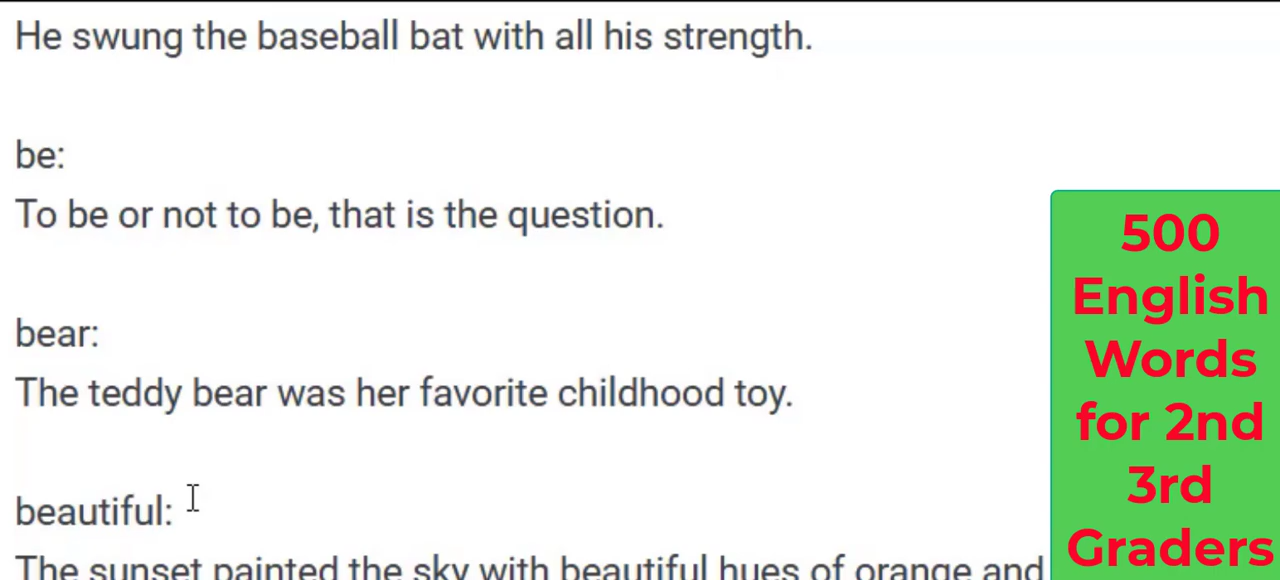 He swung the baseball bat with all his strength.
be:
To be or not to be, that is the question.
bear:
The teddy bear was her favorite childhood toy.
beautiful:
The sunset painted the sky with beautiful hues of orange and
500
English
Words
for 2nd
3rd
Graders